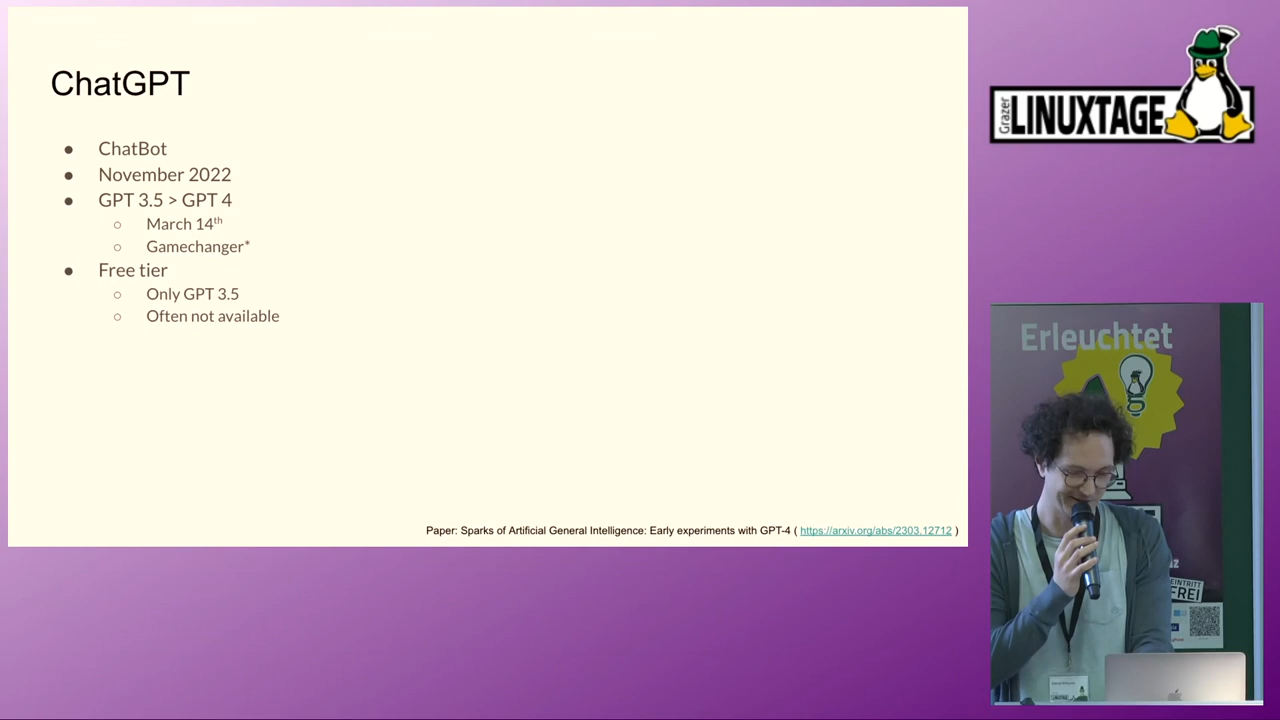 ChatGPT
● ChatBot
● November 2022
● GPT 3.5 > GPT 4
○ March 14th
○ Gamechanger*
● Free tier
○ Only GPT 3.5
○ Often not available
Paper: Sparks of Artificial General Intelligence: Early experiments with GPT-4 ( https://arxiv.org/abs/2303.12712 )
Grazer
LINUXTAGE
Erleuchtet
EINTRITT
FREI